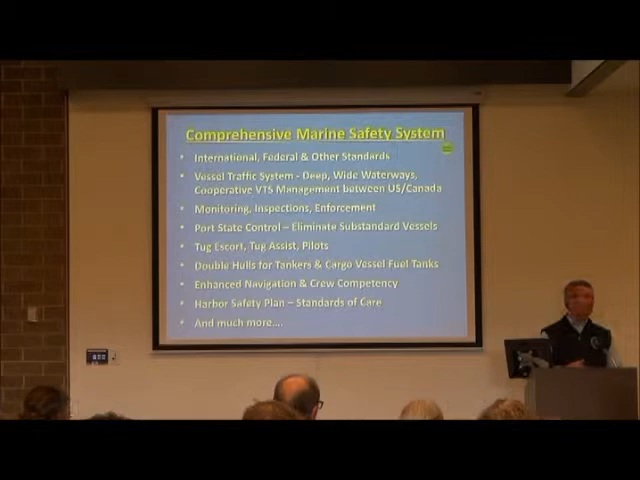 Comprehensive Marine Safety System
• International, Federal & Other Standards
• Vessel Traffic System - Deep, Wide Waterways,
Cooperative VTS Management between US/Canada
• Monitoring, Inspections, Enforcement
• Port State Control – Eliminate Substandard Vessels
• Tug Escort, Tug Assist, Pilots
• Double Hulls for Tankers & Cargo Vessel Fuel Tanks
• Enhanced Navigation & Crew Competency
• Harbor Safety Plan – Standards of Care
• And much more....